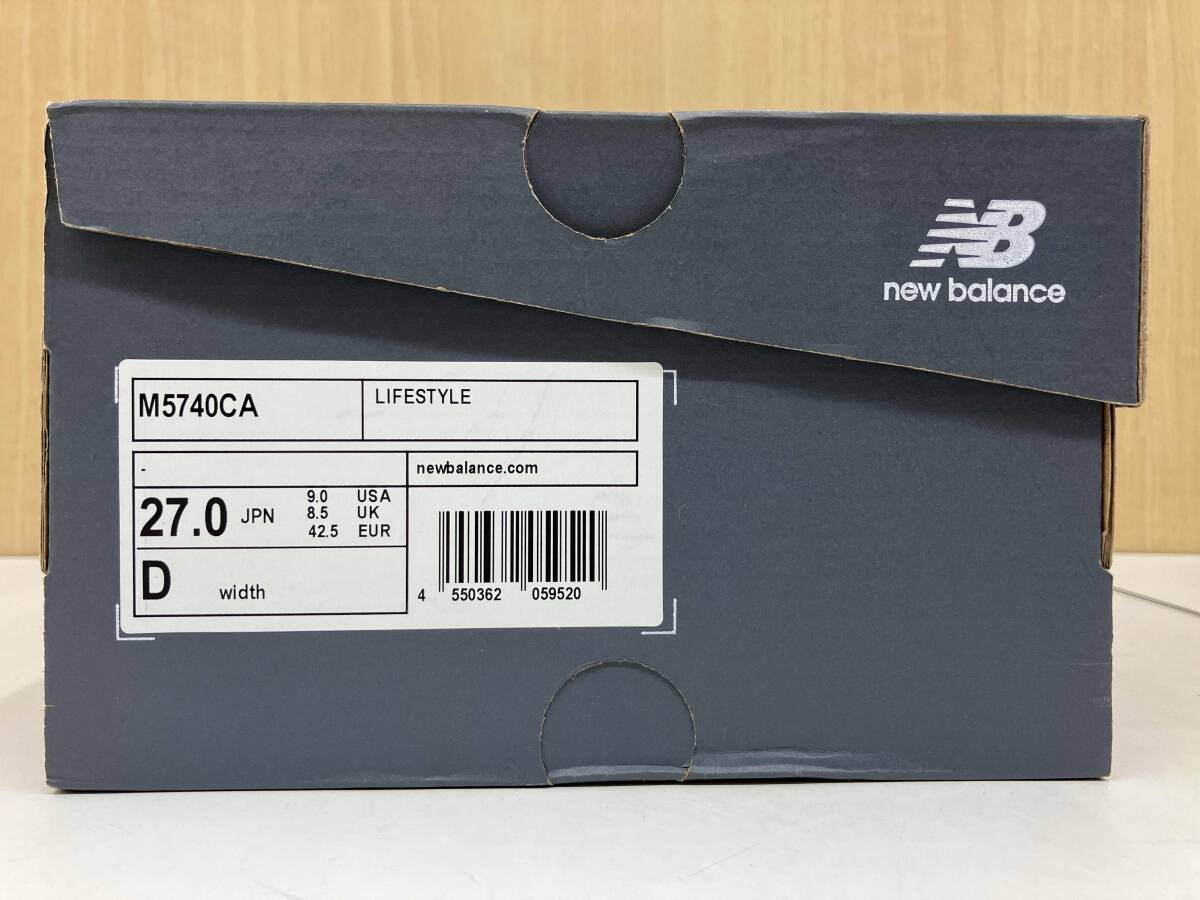 NB
new balance
M5740CA
LIFESTYLE
-
newbalance.com
27.0 JPN
9.0 USA
8.5 UK
42.5 EUR
D width
4 550362 059520